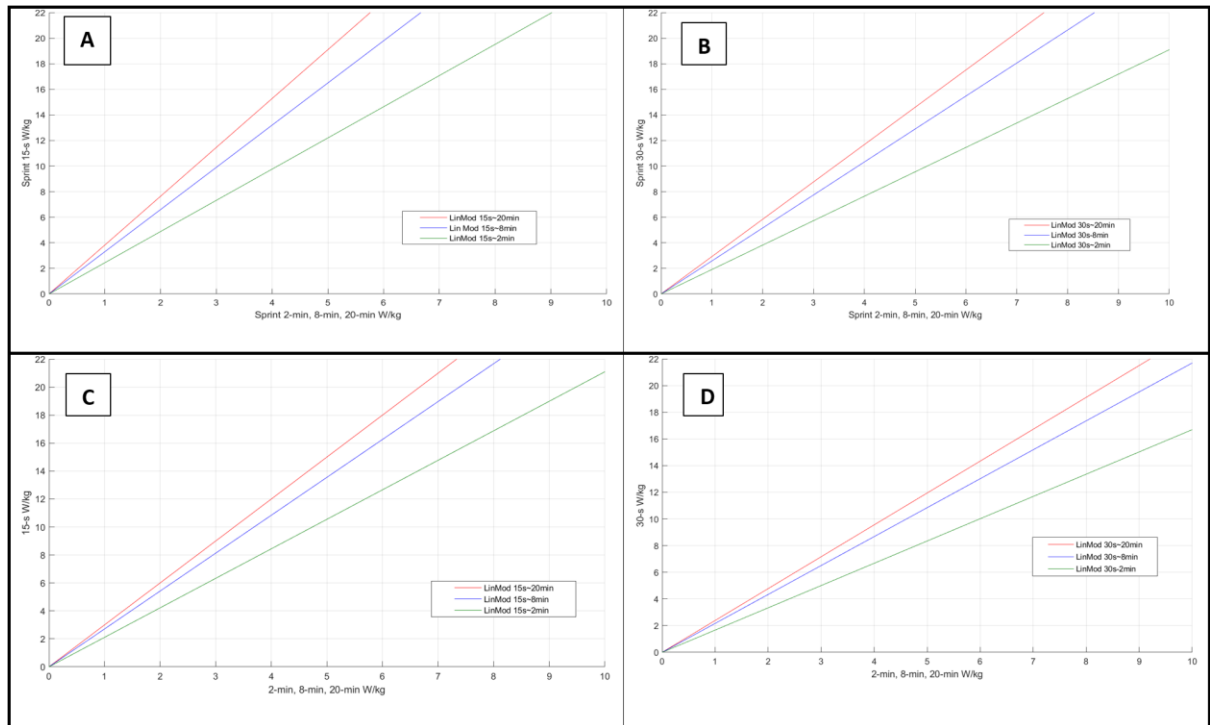 A
22
20
18
16
14
12
10
8
6
4
2
0
Sprint 15-s W/kg
LinMod 15s~20min
Lin Mod 15s~8min
LinMod 15s~2min
0 1 2 3 4 5 6 7 8 9 10
Sprint 2-min, 8-min, 20-min W/kg
B
22
20
18
16
14
12
10
8
6
4
2
0
Sprint 30-s W/kg
LinMod 30s~20min
LinMod 30s-8min
LinMod 30s~2min
0 1 2 3 4 5 6 7 8 9 10
Sprint 2-min, 8-min, 20-min W/kg
C
22
20
18
16
14
12
10
8
6
4
2
0
15-s W/kg
LinMod 15s~20min
LinMod 15s~8min
LinMod 15s~2min
0 1 2 3 4 5 6 7 8 9 10
2-min, 8-min, 20-min W/kg
D
22
20
18
16
14
12
10
8
6
4
2
0
30-s W/kg
LinMod 30s~20min
LinMod 30s~8min
LinMod 30s-2min
0 1 2 3 4 5 6 7 8 9 10
2-min, 8-min, 20-min W/kg